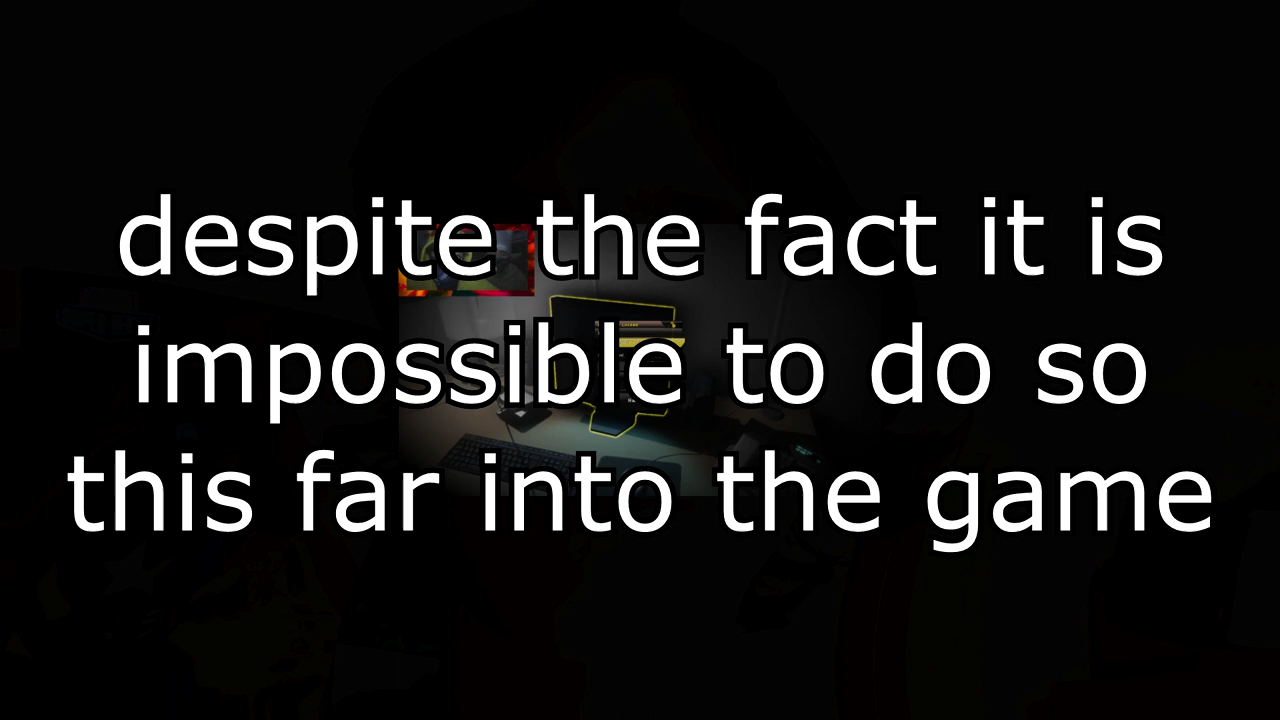 despite the fact it is
impossible to do so
this far into the game